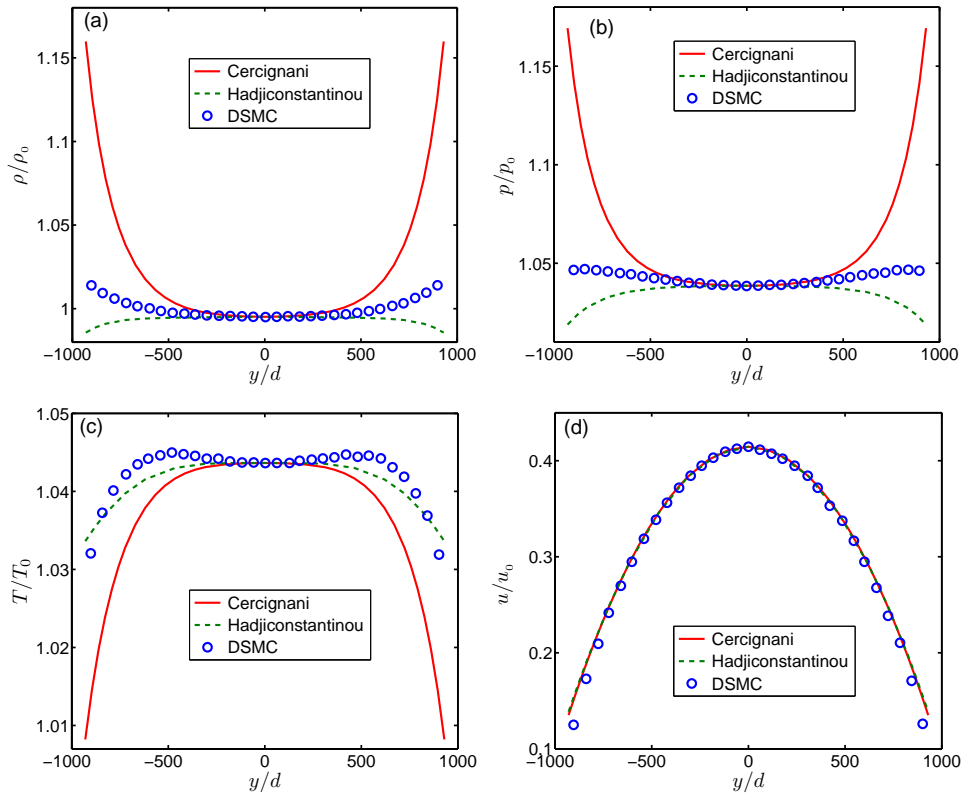 (a)
1.15
1.1
1.05
1
ρ/ρ₀
Cercignani
Hadjiconstantinou
DSMC
−1000 −500 0 500 1000
y/d
(b)
1.15
1.1
1.05
p/p₀
Cercignani
Hadjiconstantinou
DSMC
−1000 −500 0 500 1000
y/d
(c)
1.05
1.04
1.03
1.02
1.01
T/T₀
Cercignani
Hadjiconstantinou
DSMC
−1000 −500 0 500 1000
y/d
(d)
0.4
0.3
0.2
0.1
u/u₀
Cercignani
Hadjiconstantinou
DSMC
−1000 −500 0 500 1000
y/d